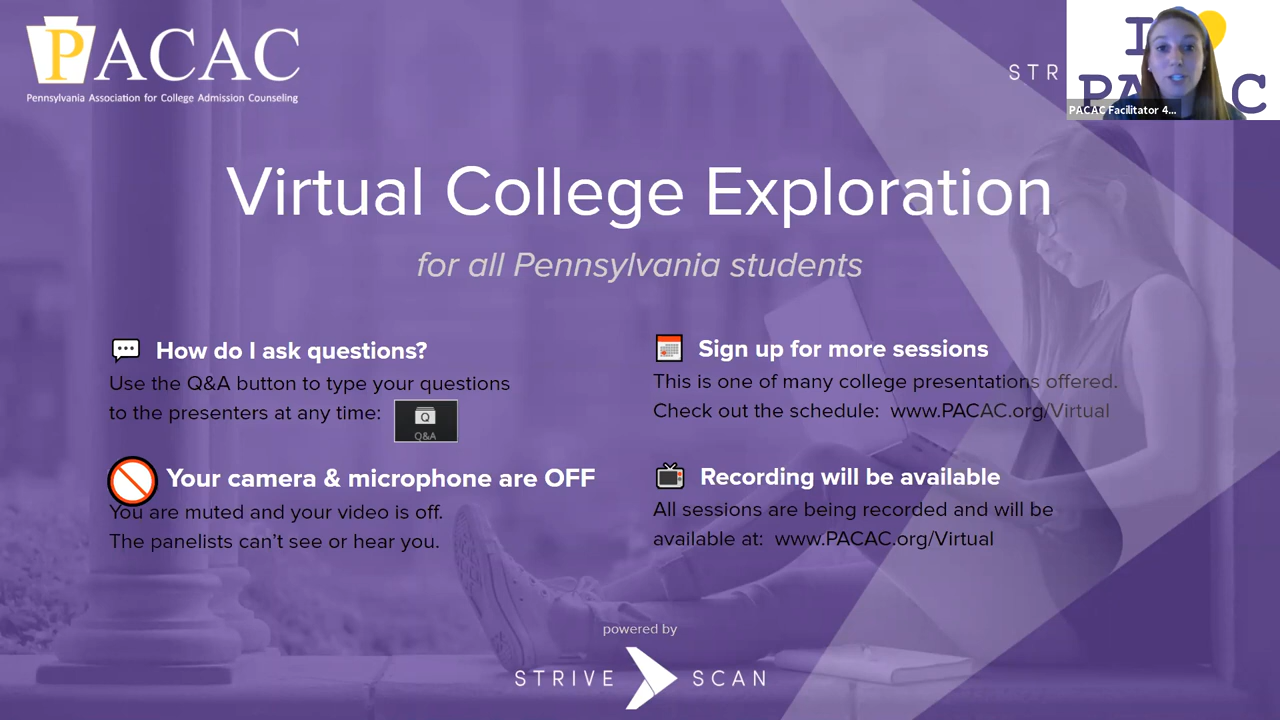 PACAC
Pennsylvania Association for College Admission Counseling
STR
I
PACAC
PACAC Facilitator 4...
Virtual College Exploration
for all Pennsylvania students
How do I ask questions?
Use the Q&A button to type your questions
to the presenters at any time:
Q
Q&A
Your camera & microphone are OFF
You are muted and your video is off.
The panelists can’t see or hear you.
Sign up for more sessions
This is one of many college presentations offered.
Check out the schedule: www.PACAC.org/Virtual
Recording will be available
All sessions are being recorded and will be
available at: www.PACAC.org/Virtual
powered by
STRIVE SCAN